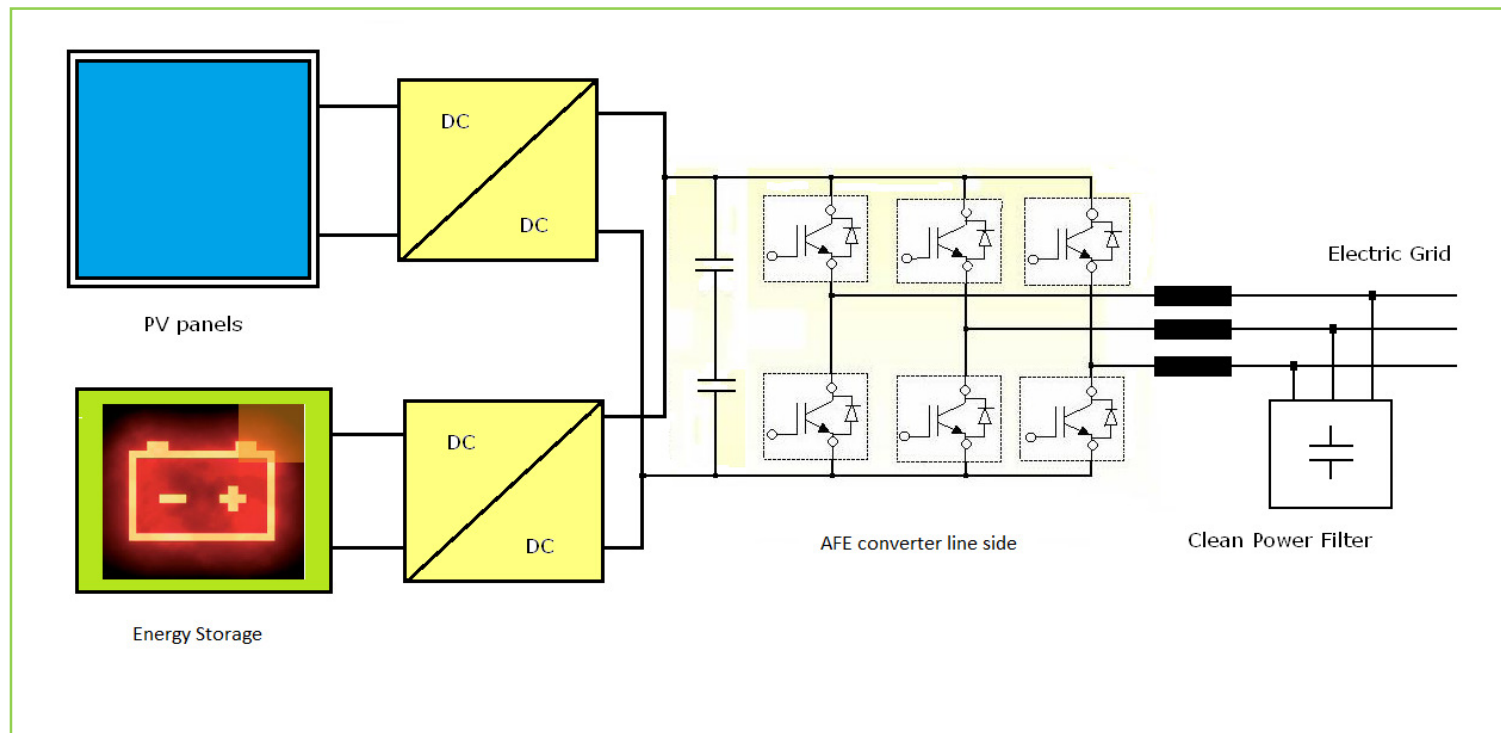 DC
DC
PV panels
DC
DC
Energy Storage
AFE converter line side
Electric Grid
Clean Power Filter